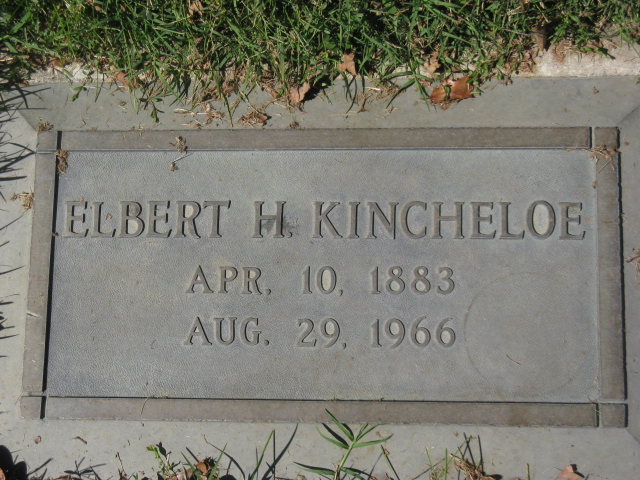 ELBERT H. KINCHELOE
APR. 10, 1883
AUG. 29, 1966